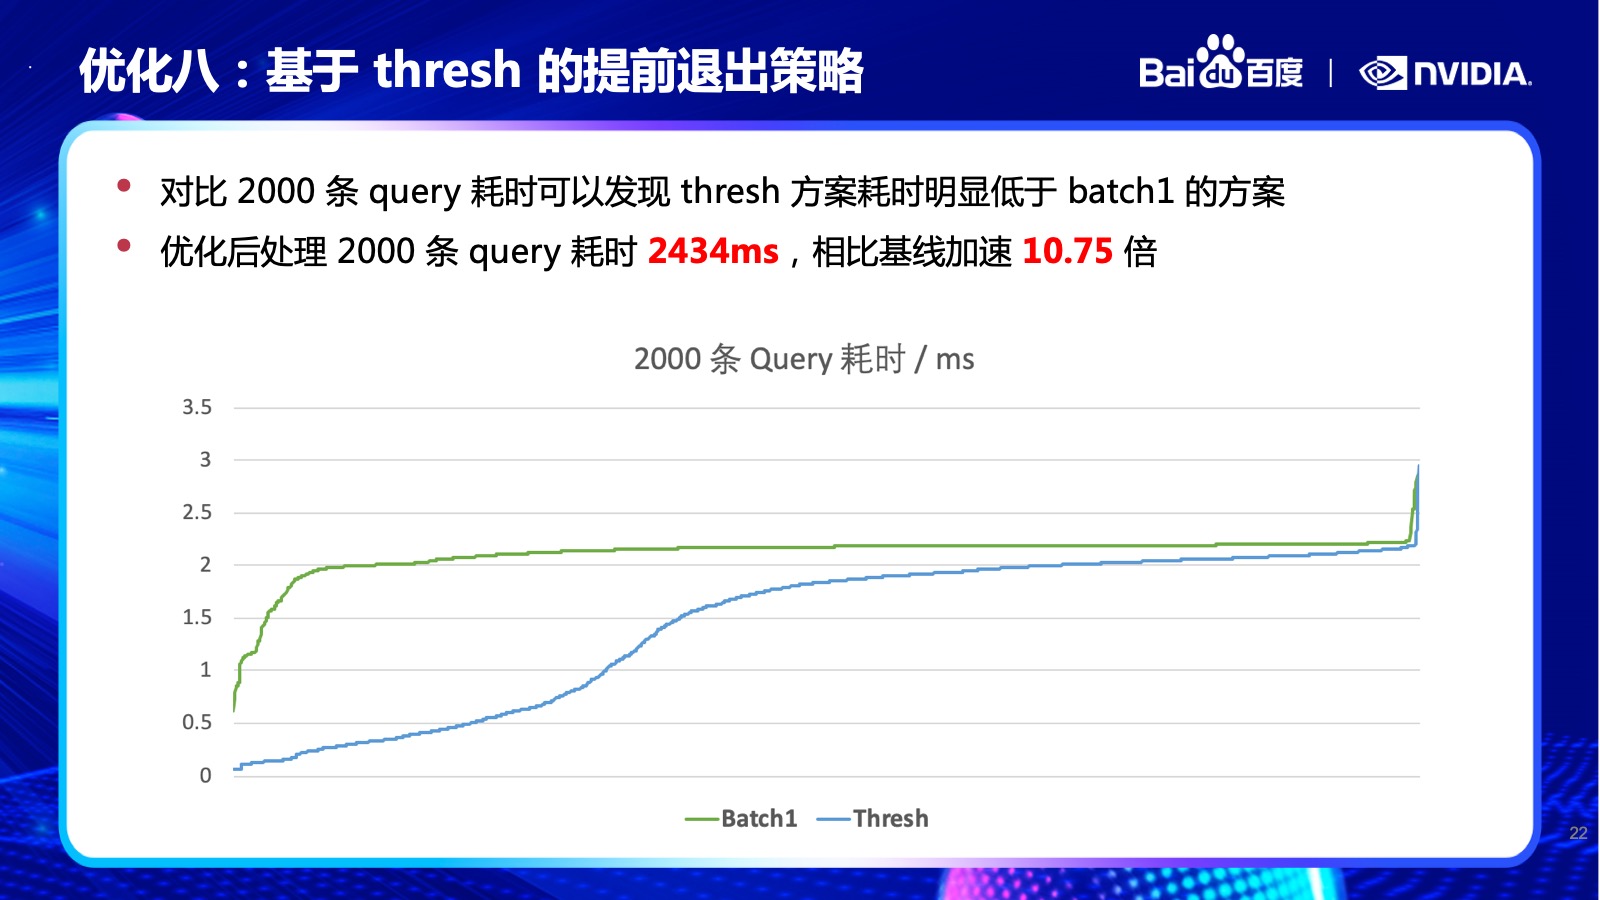 优化八：基于 thresh 的提前退出策略
Bai du 百度 | NVIDIA.
• 对比 2000 条 query 耗时可以发现 thresh 方案耗时明显低于 batch1 的方案
• 优化后处理 2000 条 query 耗时 2434ms，相比基线加速 10.75 倍
2000 条 Query 耗时 / ms
3.5
3
2.5
2
1.5
1
0.5
0
Batch1 Thresh
22